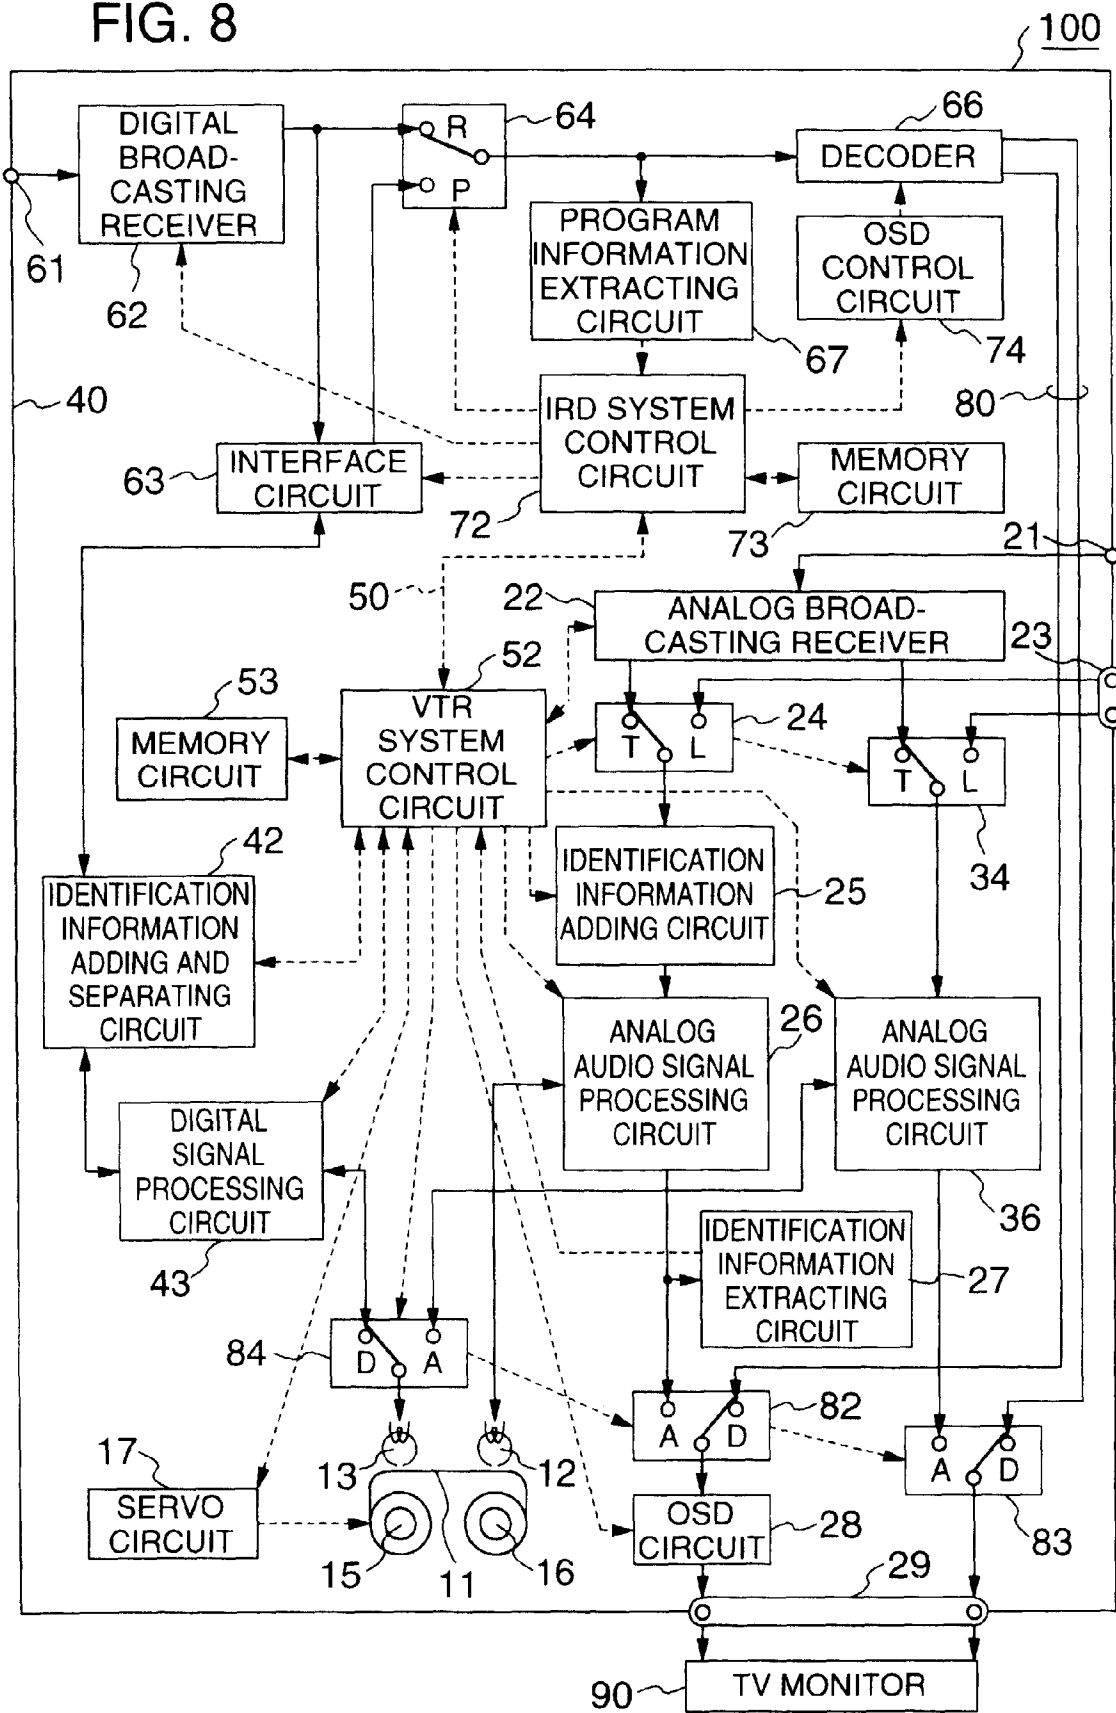 FIG. 8
100
DIGITAL
BROAD-
CASTING
RECEIVER
R
P
64
66
DECODER
61
62
PROGRAM
INFORMATION
EXTRACTING
CIRCUIT
67
OSD
CONTROL
CIRCUIT
74
40
80
IRD SYSTEM
CONTROL
CIRCUIT
72
63
INTERFACE
CIRCUIT
MEMORY
CIRCUIT
73
21
50
22
ANALOG BROAD-
CASTING RECEIVER
23
53
MEMORY
CIRCUIT
52
VTR
SYSTEM
CONTROL
CIRCUIT
T
L
24
T
L
34
42
IDENTIFICATION
INFORMATION
ADDING AND
SEPARATING
CIRCUIT
IDENTIFICATION
INFORMATION
ADDING CIRCUIT
25
ANALOG
AUDIO SIGNAL
PROCESSING
CIRCUIT
26
ANALOG
AUDIO SIGNAL
PROCESSING
CIRCUIT
36
DIGITAL
SIGNAL
PROCESSING
CIRCUIT
43
IDENTIFICATION
INFORMATION
EXTRACTING
CIRCUIT
27
84
D
A
A
D
82
A
D
83
17
SERVO
CIRCUIT
13
12
15
11
16
OSD
CIRCUIT
28
29
90
TV MONITOR